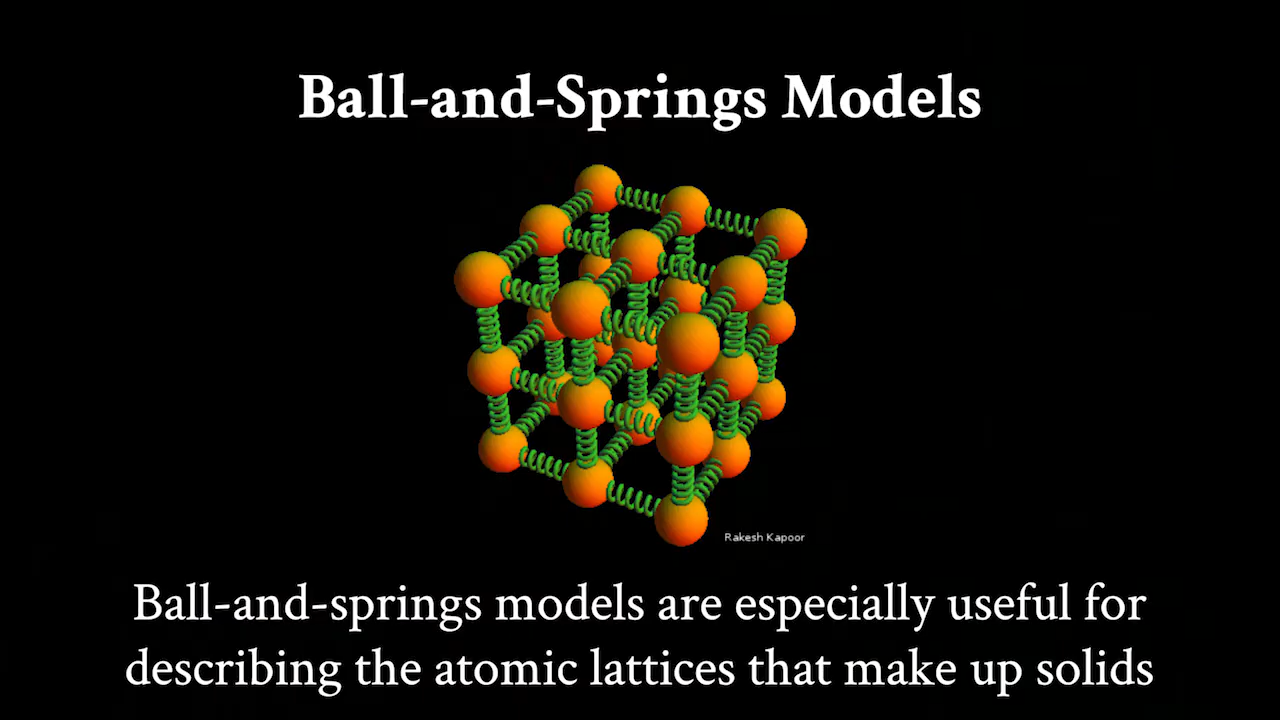 Ball-and-Springs Models
Rakesh Kapoor
Ball-and-springs models are especially useful for
describing the atomic lattices that make up solids